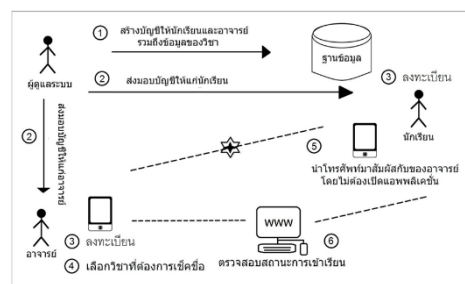 1 สร้างบัญชีให้นักเรียนและอาจารย์
รวมถึงข้อมูลของวิชา
ฐานข้อมูล
ผู้ดูแลระบบ
2 ส่งมอบบัญชีให้แก่นักเรียน
3 ลงทะเบียน
นักเรียน
2 ส่งมอบบัญชีให้แก่อาจารย์
5 นำโทรศัพท์มาสัมผัสกับของอาจารย์
โดยไม่ต้องเปิดแอพพลิเคชั่น
WWW
อาจารย์
3 ลงทะเบียน
6 ตรวจสอบสถานะการเข้าเรียน
4 เลือกวิชาที่ต้องการเช็คชื่อ